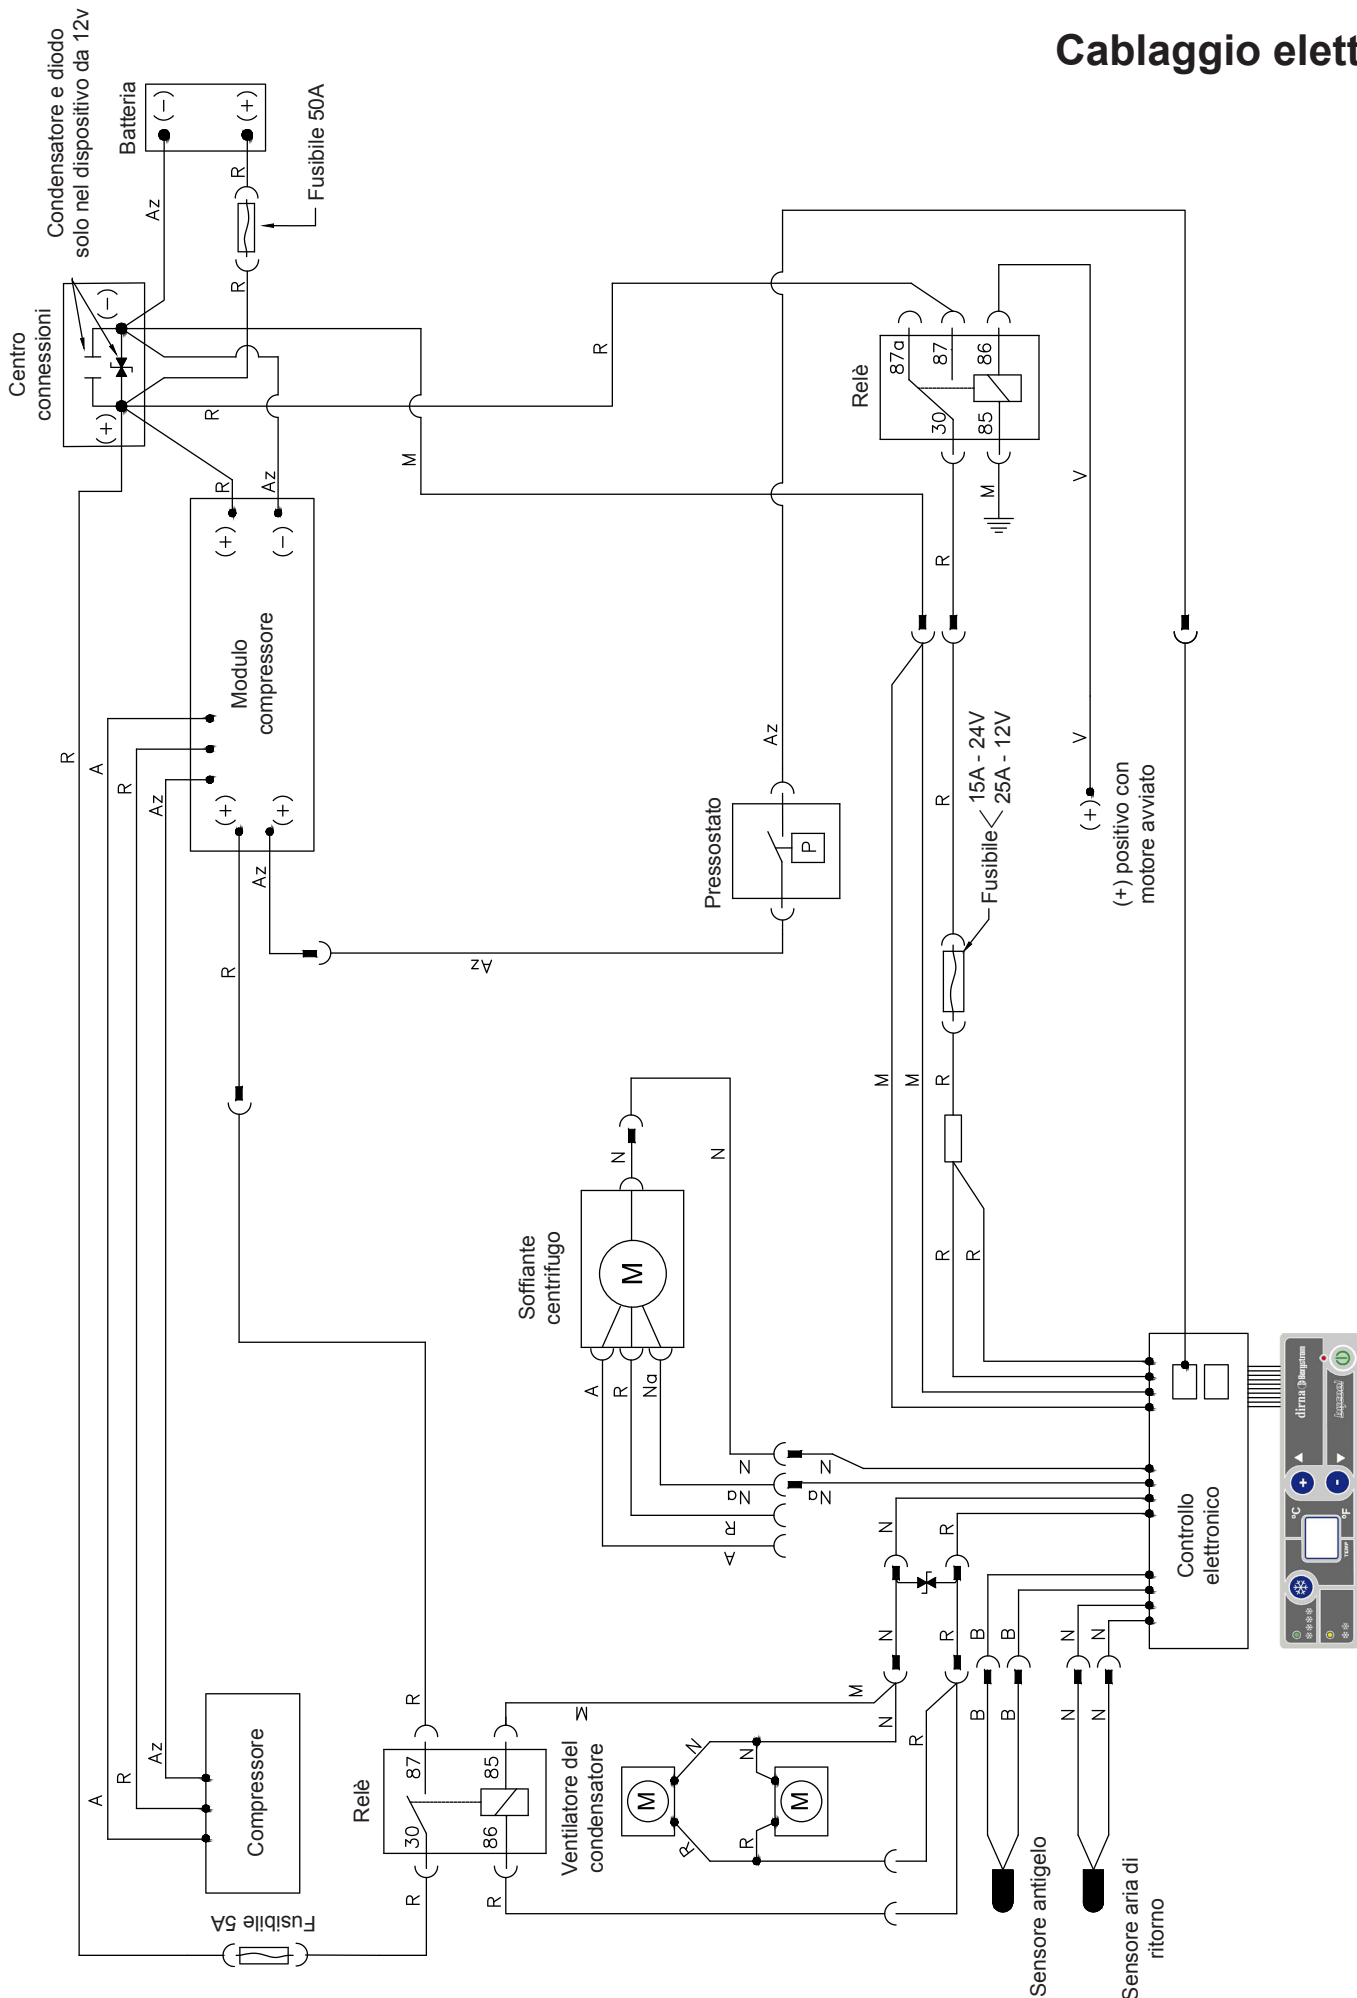 Cablaggio elett
Condensatore e diodo
solo nel dispositivo da 12v
Batteria
(-)
(+)
Az
R
Fusibile 50A
R
Centro
connessioni
(-)
(+)
R
R
Az
M
R
R
A
R
Az
Modulo
compressore
(+)
(-)
(+)
(+)
R
Az
Az
Relè
87a
87
86
30
85
M
R
V
V
(+)
(+) positivo con
motore avviato
Pressostato
P
Az
Fusibile
15A - 24V
25A - 12V
R
R
M
M
R
R
Soffiante
centrifugo
M
N
N
A
R
Na
N
Na
R
A
N
Na
N
R
N
R
B
B
N
N
B
B
N
N
Controllo
elettronico
dirna Bergstrom
°C
°F
TEMP
+
-
Compressore
A
R
Az
Fusibile 5A
Relè
87
85
30
86
R
M
M
R
R
Ventilatore del
condensatore
M
M
N
N
R
R
N
R
Sensore antigelo
Sensore aria di
ritorno